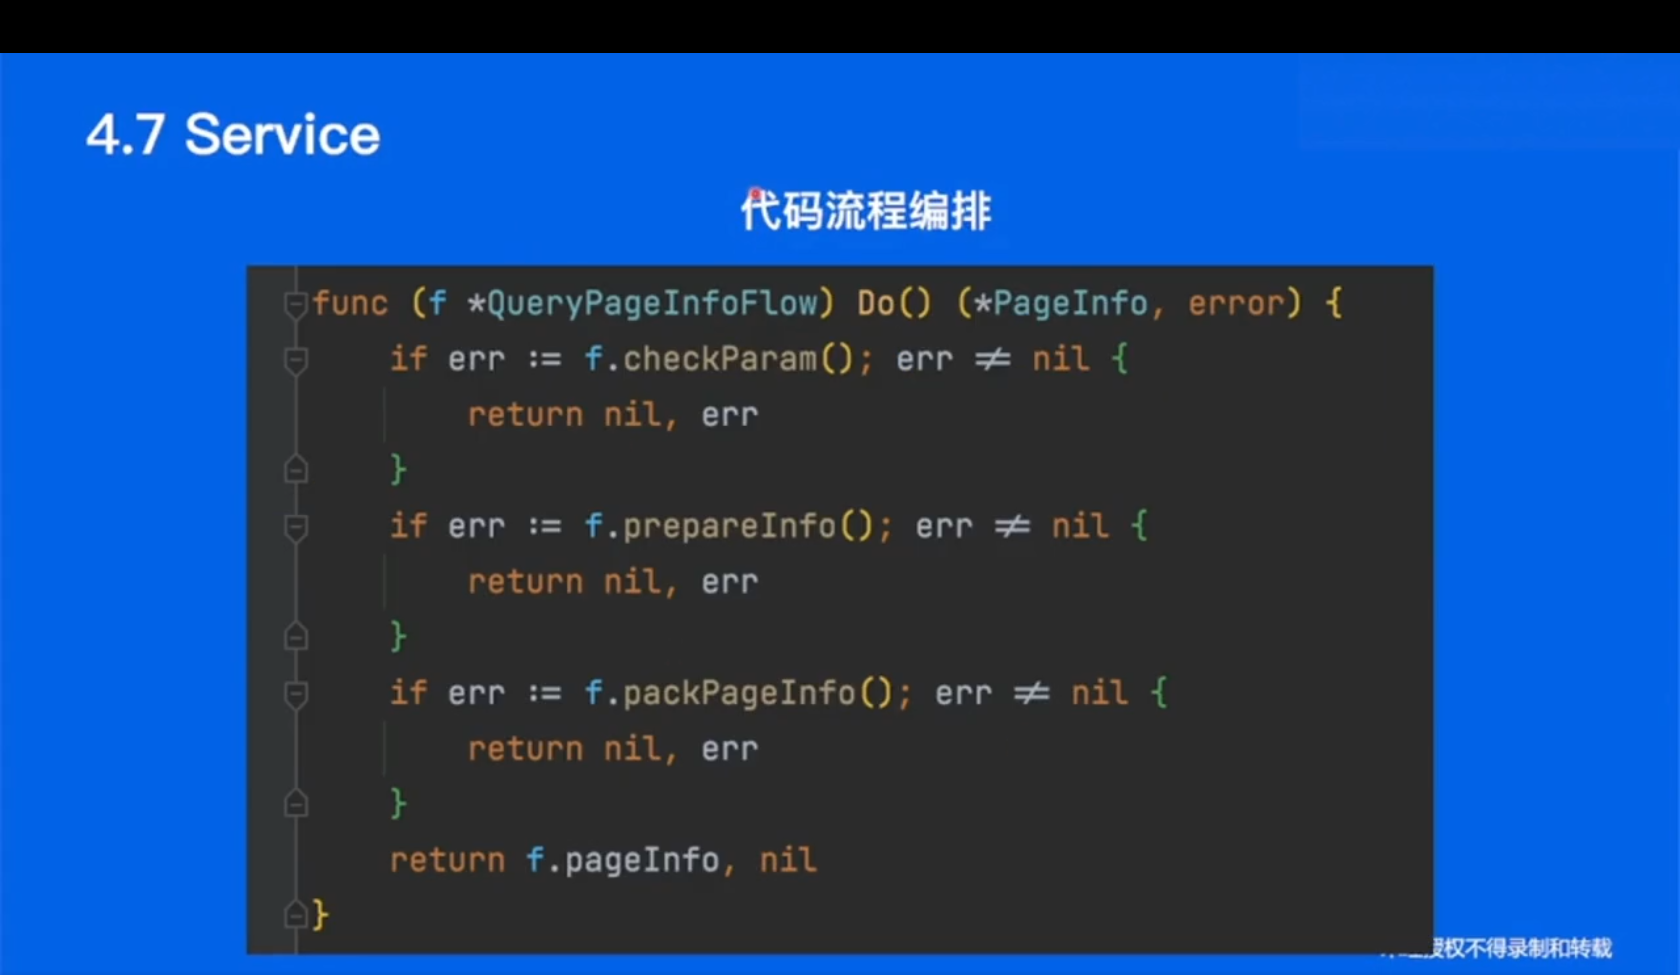 4.7 Service
代码流程编排
func (f *QueryPageInfoFlow) Do() (*PageInfo, error) {
    if err := f.checkParam(); err ≠ nil {
        return nil, err
    }
    if err := f.prepareInfo(); err ≠ nil {
        return nil, err
    }
    if err := f.packPageInfo(); err ≠ nil {
        return nil, err
    }
    return f.pageInfo, nil
}
授权不得录制和转载